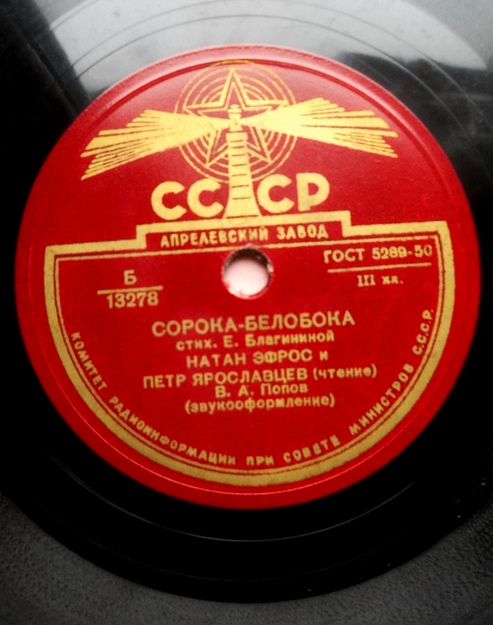 СССР
АПРЕЛЕВСКИЙ ЗАВОД
ГОСТ 5289-50
Б
13278
III кл.
СОРОКА-БЕЛОБОКА
стих. Е. Благининой
НАТАН ЭФРОС и
ПЕТР ЯРОСЛАВЦЕВ (чтение)
В. А. Попов
(звукооформление)
КОМИТЕТ РАДИОИНФОРМАЦИИ ПРИ СОВЕТЕ МИНИСТРОВ С.С.С.Р.